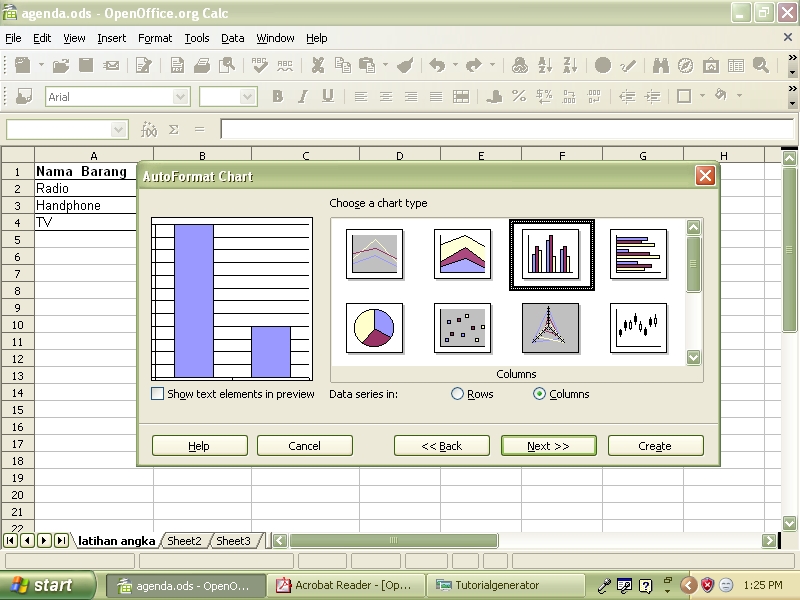 agenda.ods - OpenOffice.org Calc
File Edit View Insert Format Tools Data Window Help
Arial
A B C D E F G H
1 Nama Barang
2 Radio
3 Handphone
4 TV
5
6
7
8
9
10
11
12
13
14
15
16
17
18
19
20
21
22
AutoFormat Chart
Choose a chart type
Columns
Show text elements in preview
Data series in:
Rows
Columns
Help
Cancel
<< Back
Next >>
Create
latihan angka Sheet2 Sheet3
start
agenda.ods - OpenO...
Acrobat Reader - [Op...
Tutorialgenerator
1:25 PM